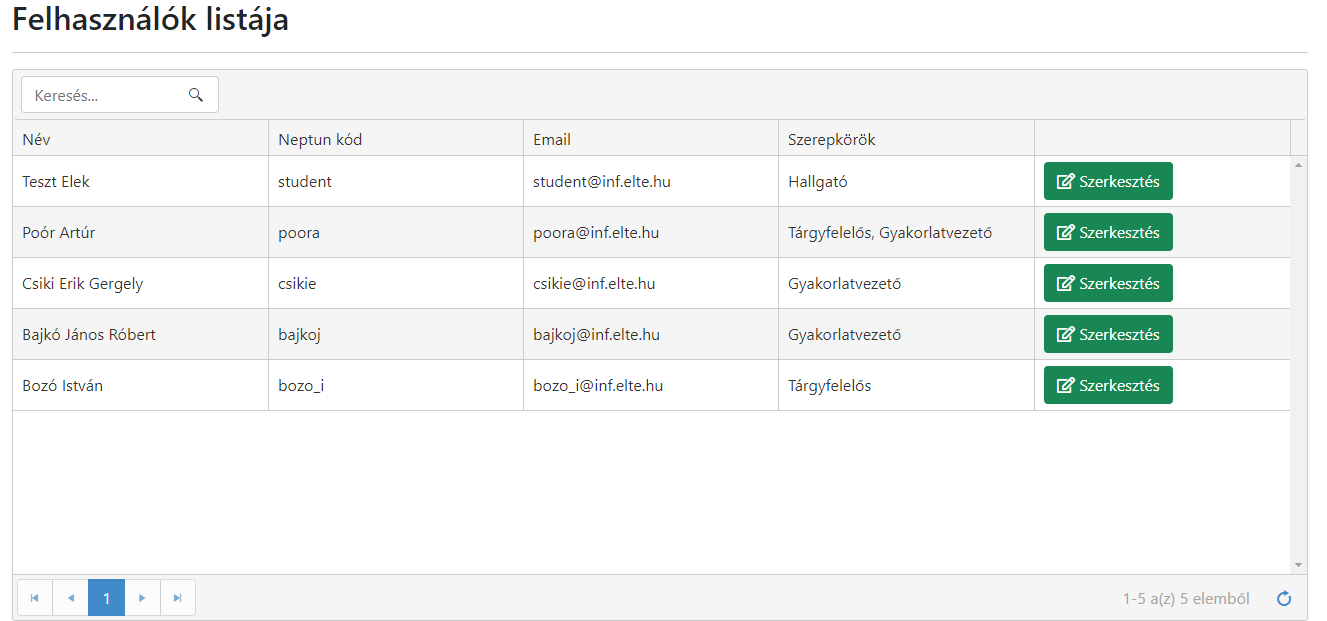 Felhasználók listája
Keresés...
Név Neptun kód Email Szerepkörök
Teszt Elek student student@inf.elte.hu Hallgató Szerkesztés
Poór Artúr poora poora@inf.elte.hu Tárgyfelelős, Gyakorlatvezető Szerkesztés
Csiki Erik Gergely csikie csikie@inf.elte.hu Gyakorlatvezető Szerkesztés
Bajkó János Róbert bajkoj bajkoj@inf.elte.hu Gyakorlatvezető Szerkesztés
Bozó István bozo_i bozo_i@inf.elte.hu Tárgyfelelős Szerkesztés
1 1-5 a(z) 5 elemből